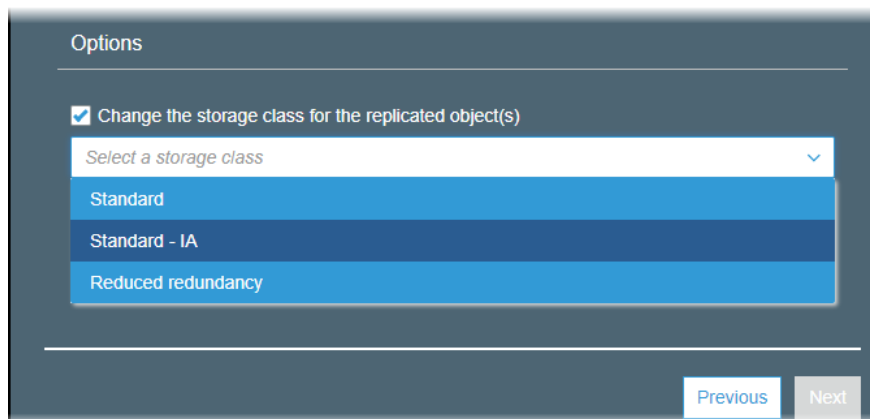 Options
Change the storage class for the replicated object(s)
Select a storage class
Standard
Standard - IA
Reduced redundancy
Previous
Next